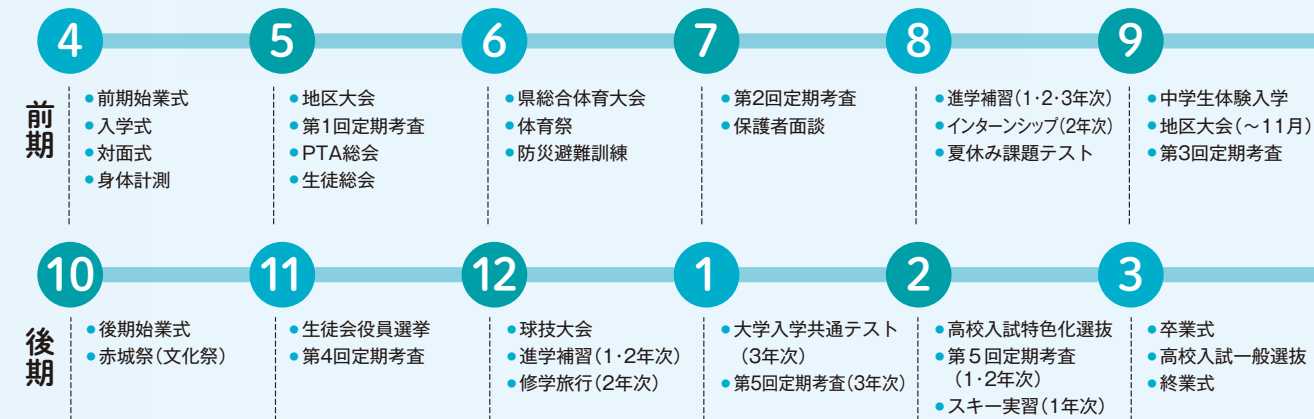 前期
4
●前期始業式
●入学式
●対面式
●身体計測
5
●地区大会
●第1回定期考査
●PTA総会
●生徒総会
6
●県総合体育大会
●体育祭
●防災避難訓練
7
●第2回定期考査
●保護者面談
8
●進学補習(1・2・3年次)
●インターンシップ(2年次)
●夏休み課題テスト
9
●中学生体験入学
●地区大会(～11月)
●第3回定期考査
後期
10
●後期始業式
●赤城祭(文化祭)
11
●生徒会役員選挙
●第4回定期考査
12
●球技大会
●進学補習(1・2年次)
●修学旅行(2年次)
1
●大学入学共通テスト
(3年次)
●第5回定期考査(3年次)
2
●高校入試特色化選抜
●第５回定期考査
(1・2年次)
●スキー実習(1年次)
3
●卒業式
●高校入試一般選抜
●終業式